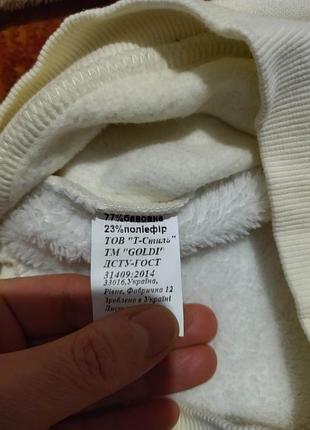 77%бавовна
23%поліефір
ТОВ "Т-Стиль"
ТМ "GOLDI"
ДСТУ-ГОСТ
31409:2014
33016,Україна,
Рівне, Фабрична 12
Зроблено в Україні